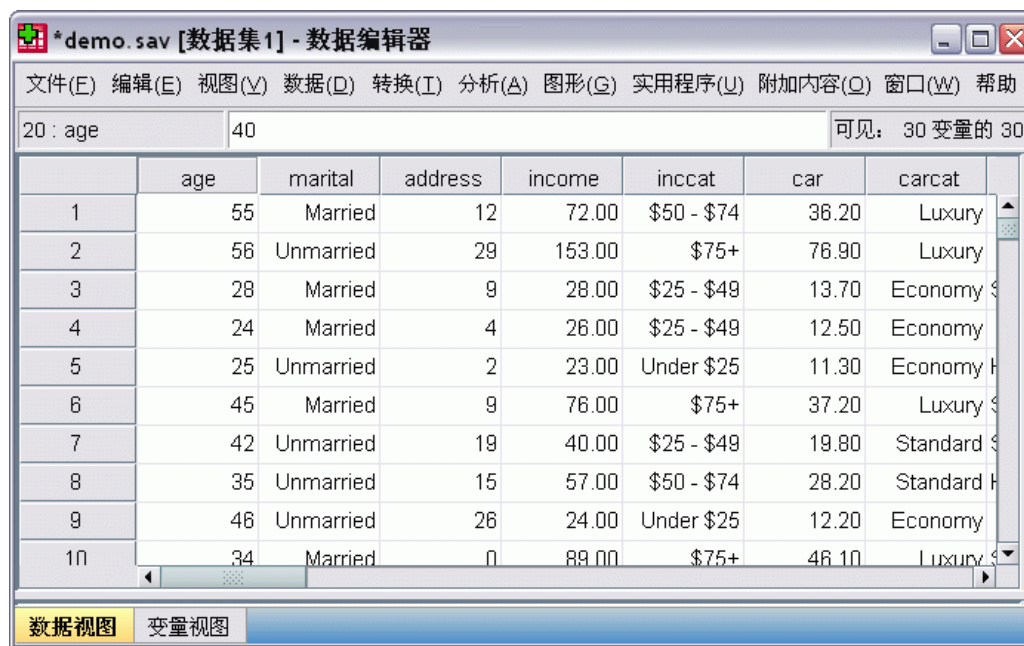 *demo.sav [数据集1] - 数据编辑器
文件(F) 编辑(E) 视图(V) 数据(D) 转换(T) 分析(A) 图形(G) 实用程序(U) 附加内容(O) 窗口(W) 帮助
20 : age 40 可见： 30 变量的 30
age marital address income inccat car carcat
1 55 Married 12 72.00 $50 - $74 36.20 Luxury
2 56 Unmarried 29 153.00 $75+ 76.90 Luxury
3 28 Married 9 28.00 $25 - $49 13.70 Economy
4 24 Married 4 26.00 $25 - $49 12.50 Economy
5 25 Unmarried 2 23.00 Under $25 11.30 Economy
6 45 Married 9 76.00 $75+ 37.20 Luxury
7 42 Unmarried 19 40.00 $25 - $49 19.80 Standard
8 35 Unmarried 15 57.00 $50 - $74 28.20 Standard
9 46 Unmarried 26 24.00 Under $25 12.20 Economy
10 34 Married 0 89.00 $75+ 46.10 Luxury
数据视图 变量视图